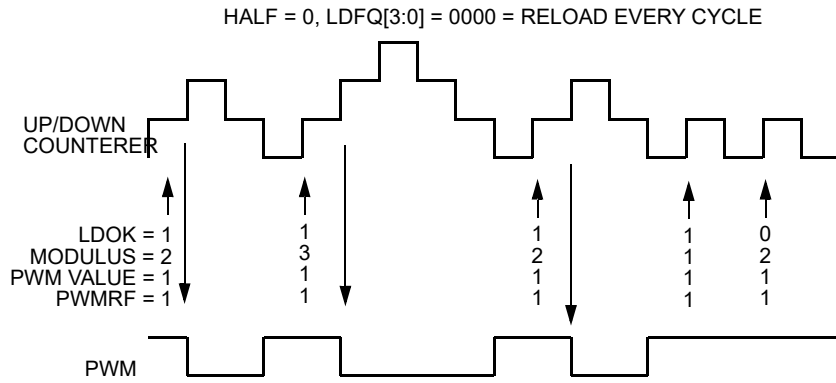 HALF = 0, LDFQ[3:0] = 0000 = RELOAD EVERY CYCLE
UP/DOWN
COUNTERER
LDOK = 1 1 1 1 0
MODULUS = 2 3 2 1 2
PWM VALUE = 1 1 1 1 1
PWMRF = 1 1 1 1 1
PWM